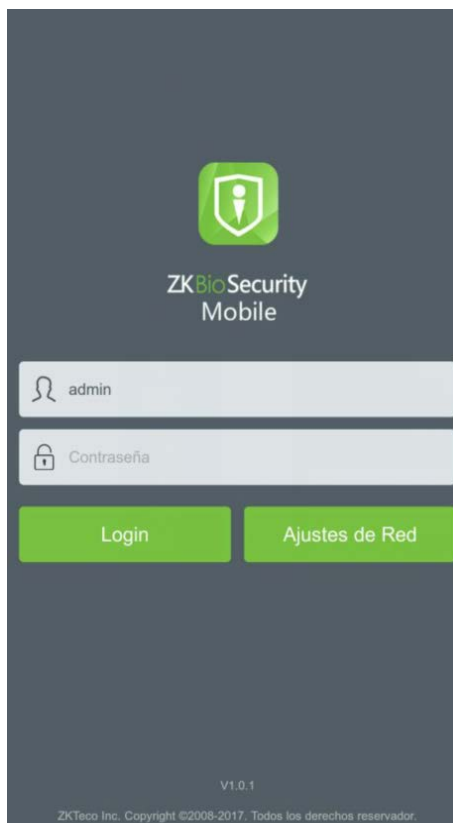 ZKBioSecurity
Mobile
admin
Contraseña
Login
Ajustes de Red
V1.0.1
ZKTeco Inc. Copyright ©2008-2017. Todos los derechos reservador.